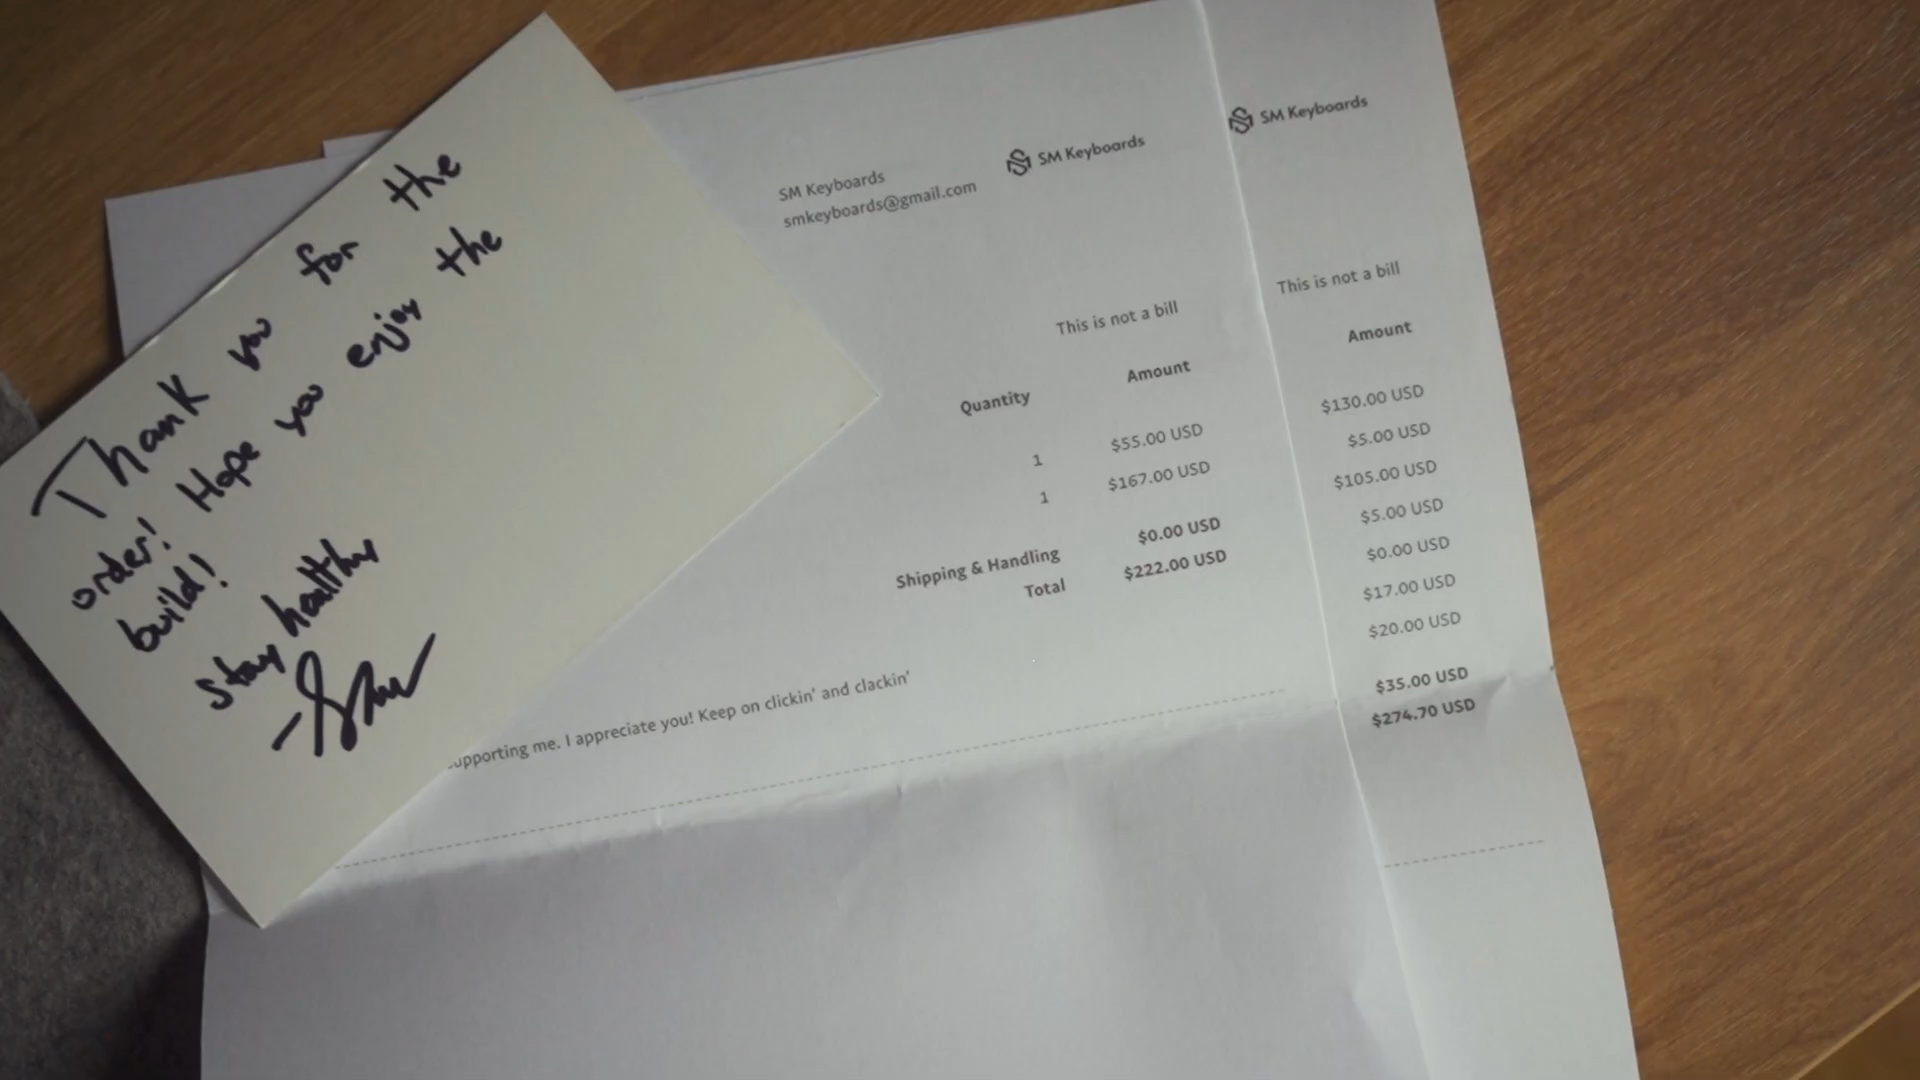 Thank you for the
order! Hope you enjoy the
build!
stay healthy
SM Keyboards
smkeyboards@gmail.com
SM Keyboards
This is not a bill
Quantity Amount
1 $55.00 USD
1 $167.00 USD
Shipping & Handling $0.00 USD
Total $222.00 USD
upporting me. I appreciate you! Keep on clickin' and clackin'
SM Keyboards
This is not a bill
Amount
$130.00 USD
$5.00 USD
$105.00 USD
$5.00 USD
$0.00 USD
$17.00 USD
$20.00 USD
$35.00 USD
$274.70 USD